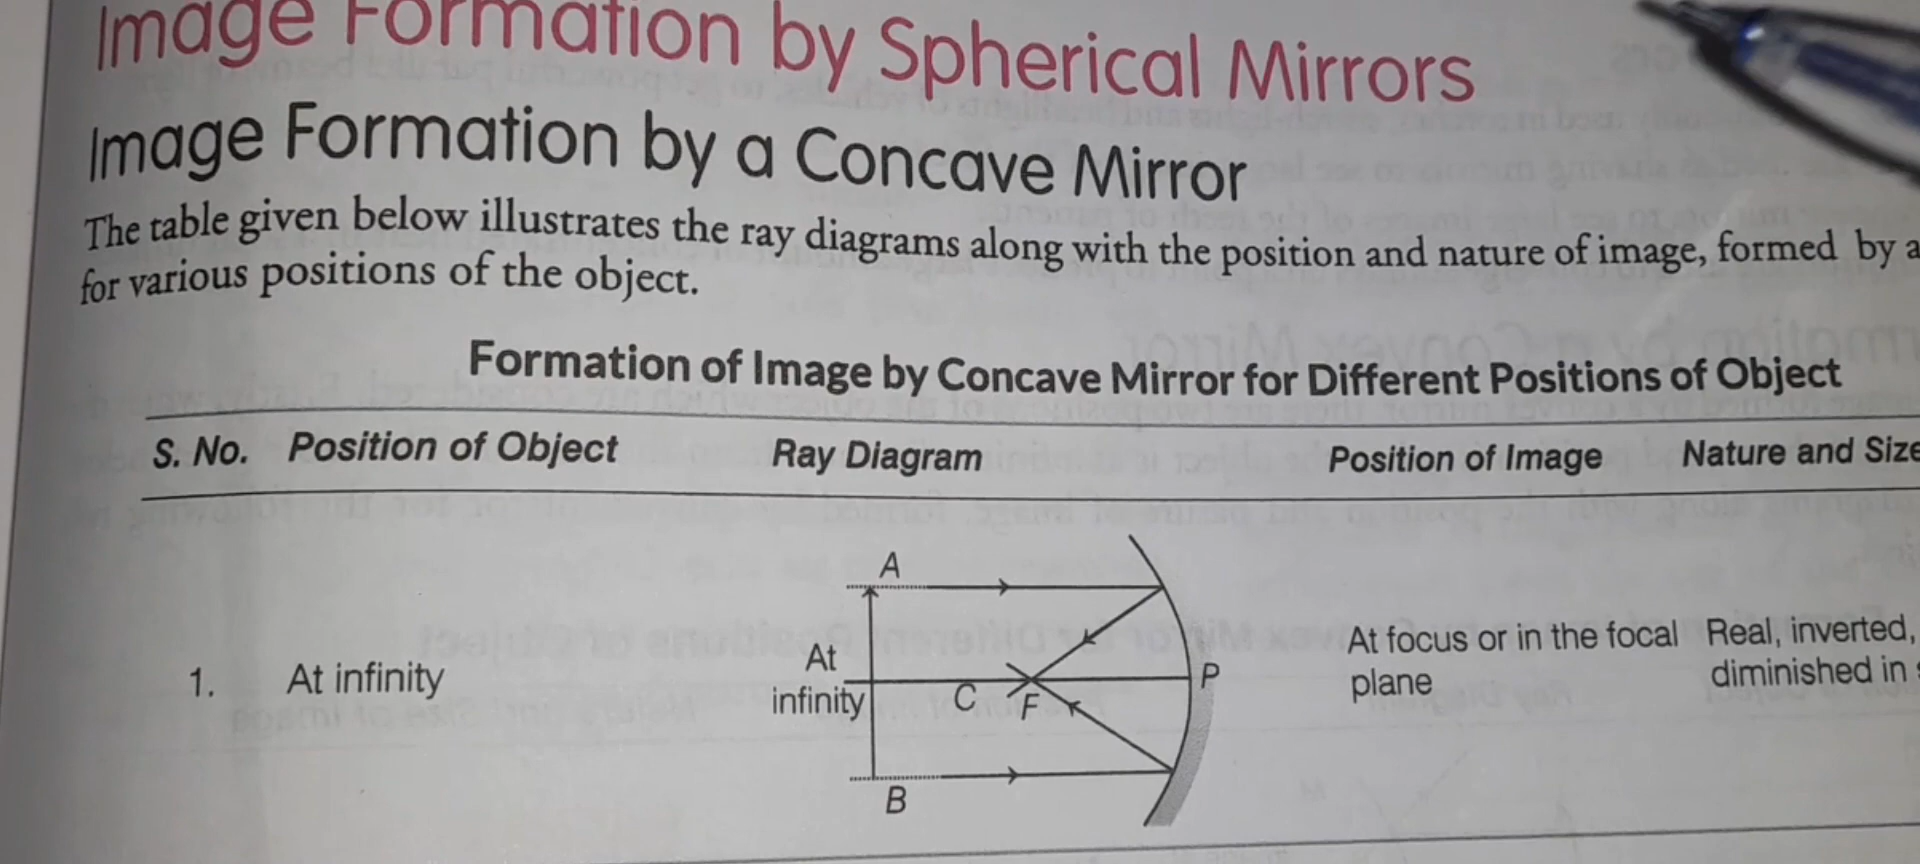 Image Formation by Spherical Mirrors
Image Formation by a Concave Mirror
The table given below illustrates the ray diagrams along with the position and nature of image, formed by a
for various positions of the object.
Formation of Image by Concave Mirror for Different Positions of Object
S. No. Position of Object Ray Diagram Position of Image Nature and Size
A
At
infinity
C
F
P
B
1. At infinity
At focus or in the focal
plane
Real, inverted,
diminished in